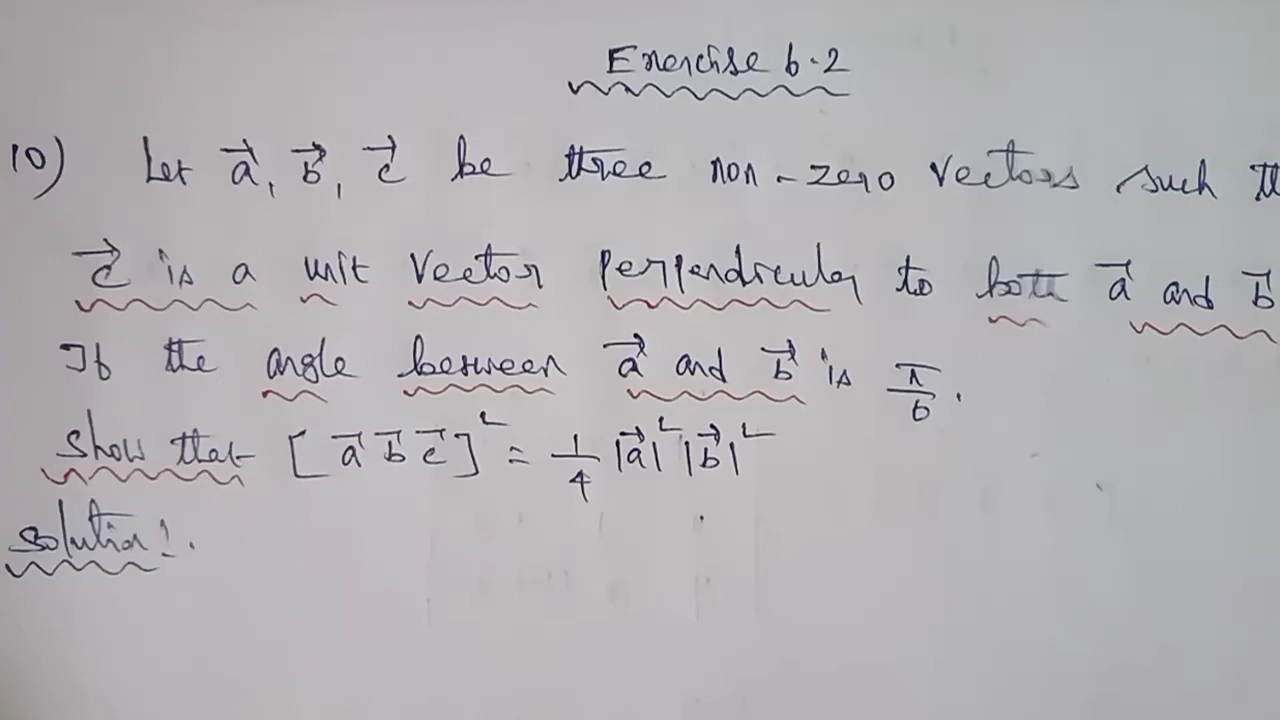 Exercise 6.2
10) Let a⃗, b⃗, c⃗ be three non-zero vectors such
c⃗ is a unit vector perpendicular to both a⃗ and b⃗
If the angle between a⃗ and b⃗ is π/6.
Show that [a⃗ b⃗ c⃗]² = 1/4 |a⃗|² |b⃗|²
Solution:.